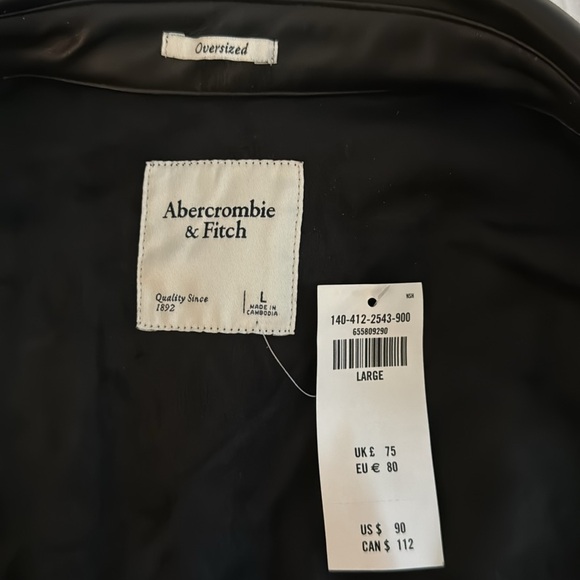 Oversized
Abercrombie
& Fitch
Quality Since
1892
L
MADE IN
CAMBODIA
NSH
140-412-2543-900
655809290
LARGE
UK £ 75
EU € 80
US $ 90
CAN $ 112